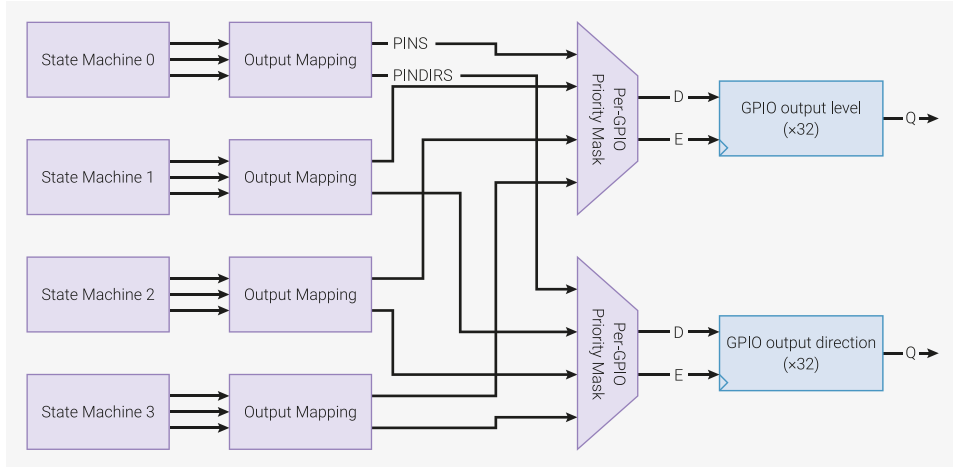 State Machine 0
Output Mapping
PINS
PINDIRS
Per-GPIO
Priority Mask
D
E
GPIO output level
(×32)
Q
State Machine 1
Output Mapping
State Machine 2
Output Mapping
Per-GPIO
Priority Mask
D
E
GPIO output direction
(×32)
Q
State Machine 3
Output Mapping